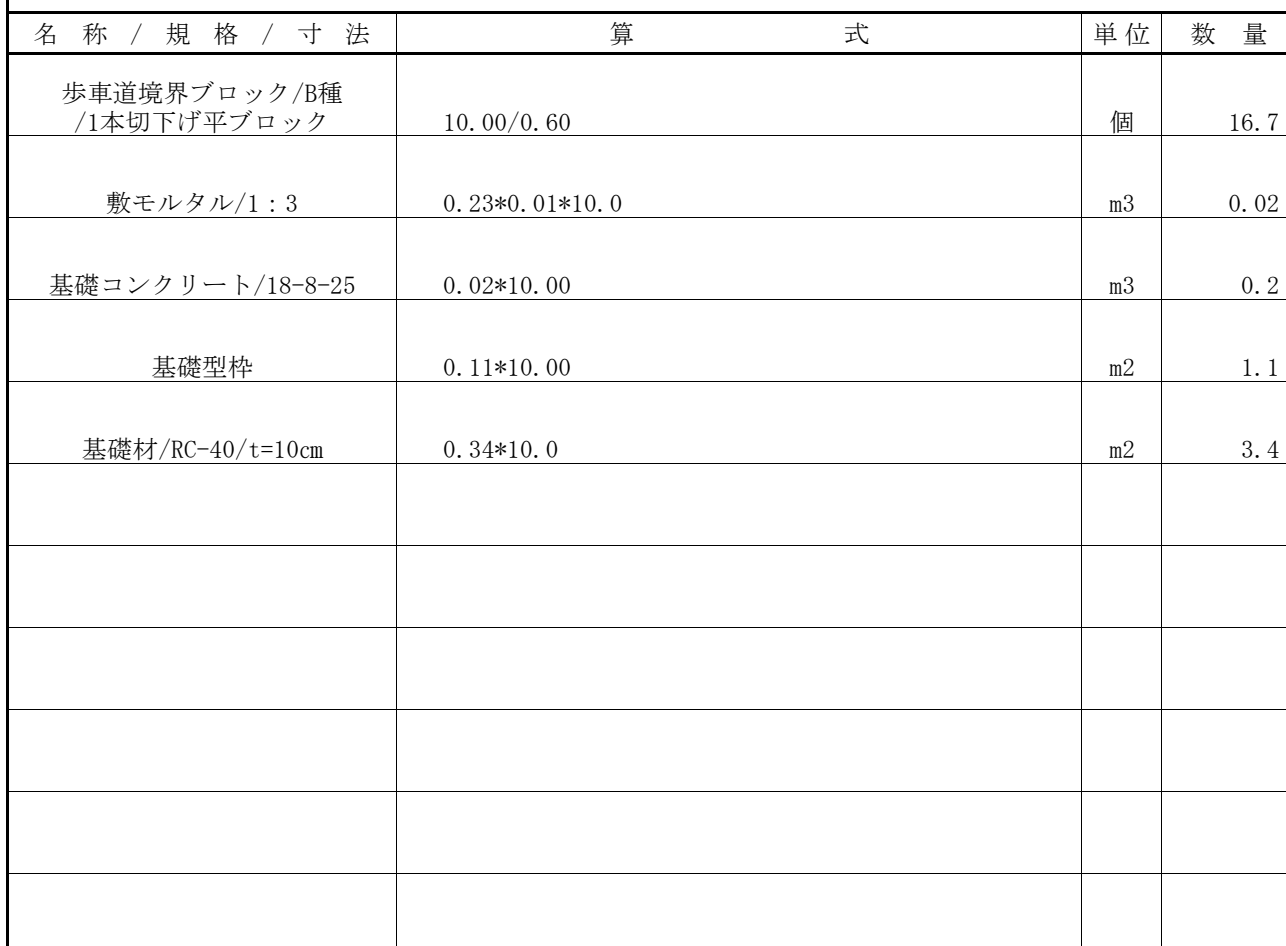 名 称 / 規 格 / 寸 法 算 式 単 位 数 量
歩車道境界ブロック/B種
/1本切下げ平ブロック 10.00/0.60 個 16.7
敷モルタル/1：3 0.23*0.01*10.0 m3 0.02
基礎コンクリート/18-8-25 0.02*10.00 m3 0.2
基礎型枠 0.11*10.00 m2 1.1
基礎材/RC-40/t=10cm 0.34*10.0 m2 3.4